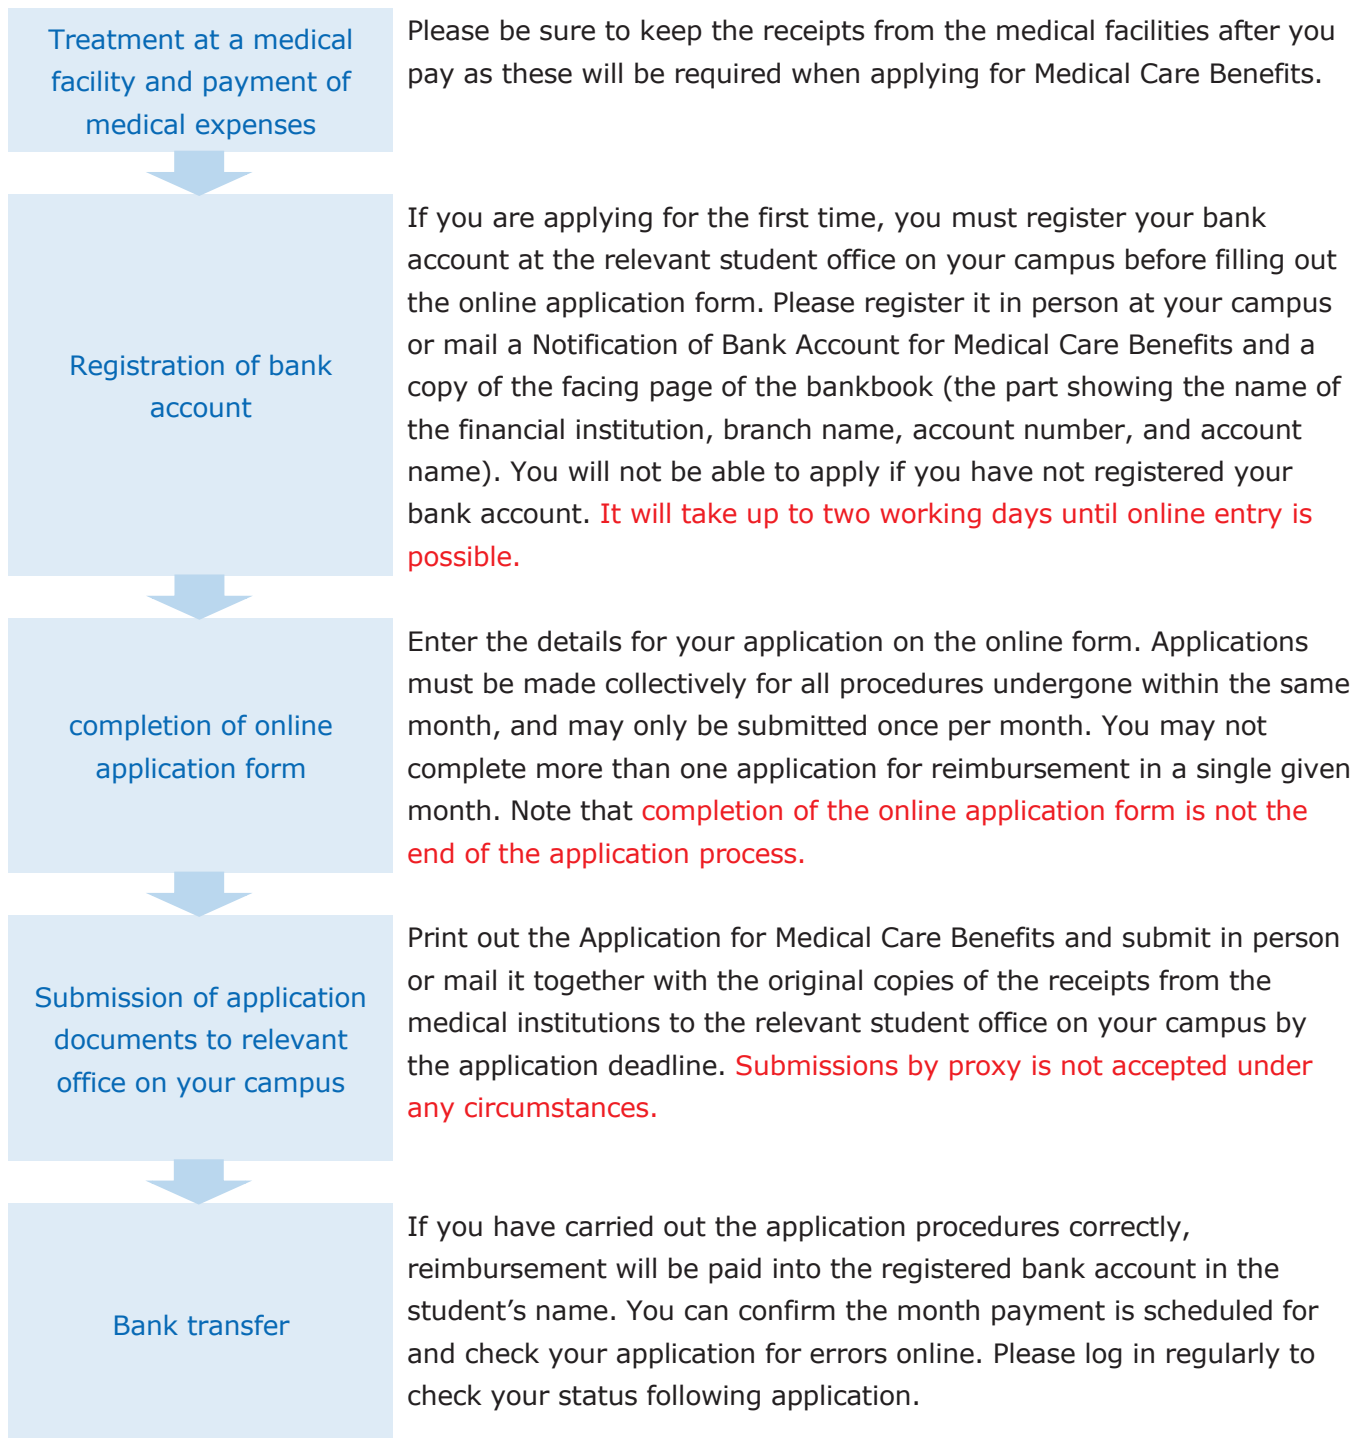 Treatment at a medical
facility and payment of
medical expenses
Please be sure to keep the receipts from the medical facilities after you
pay as these will be required when applying for Medical Care Benefits.
Registration of bank
account
If you are applying for the first time, you must register your bank
account at the relevant student office on your campus before filling out
the online application form. Please register it in person at your campus
or mail a Notification of Bank Account for Medical Care Benefits and a
copy of the facing page of the bankbook (the part showing the name of
the financial institution, branch name, account number, and account
name). You will not be able to apply if you have not registered your
bank account. It will take up to two working days until online entry is
possible.
completion of online
application form
Enter the details for your application on the online form. Applications
must be made collectively for all procedures undergone within the same
month, and may only be submitted once per month. You may not
complete more than one application for reimbursement in a single given
month. Note that completion of the online application form is not the
end of the application process.
Submission of application
documents to relevant
office on your campus
Print out the Application for Medical Care Benefits and submit in person
or mail it together with the original copies of the receipts from the
medical institutions to the relevant student office on your campus by
the application deadline. Submissions by proxy is not accepted under
any circumstances.
Bank transfer
If you have carried out the application procedures correctly,
reimbursement will be paid into the registered bank account in the
student’s name. You can confirm the month payment is scheduled for
and check your application for errors online. Please log in regularly to
check your status following application.